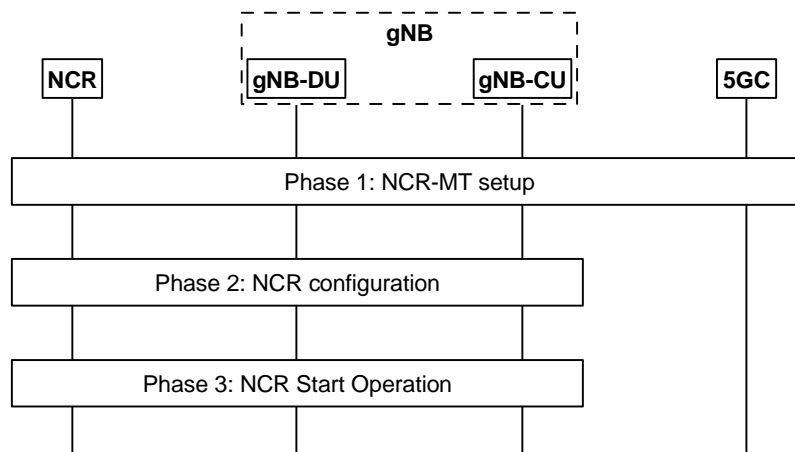 gNB
NCR
gNB-DU
gNB-CU
5GC
Phase 1: NCR-MT setup
Phase 2: NCR configuration
Phase 3: NCR Start Operation